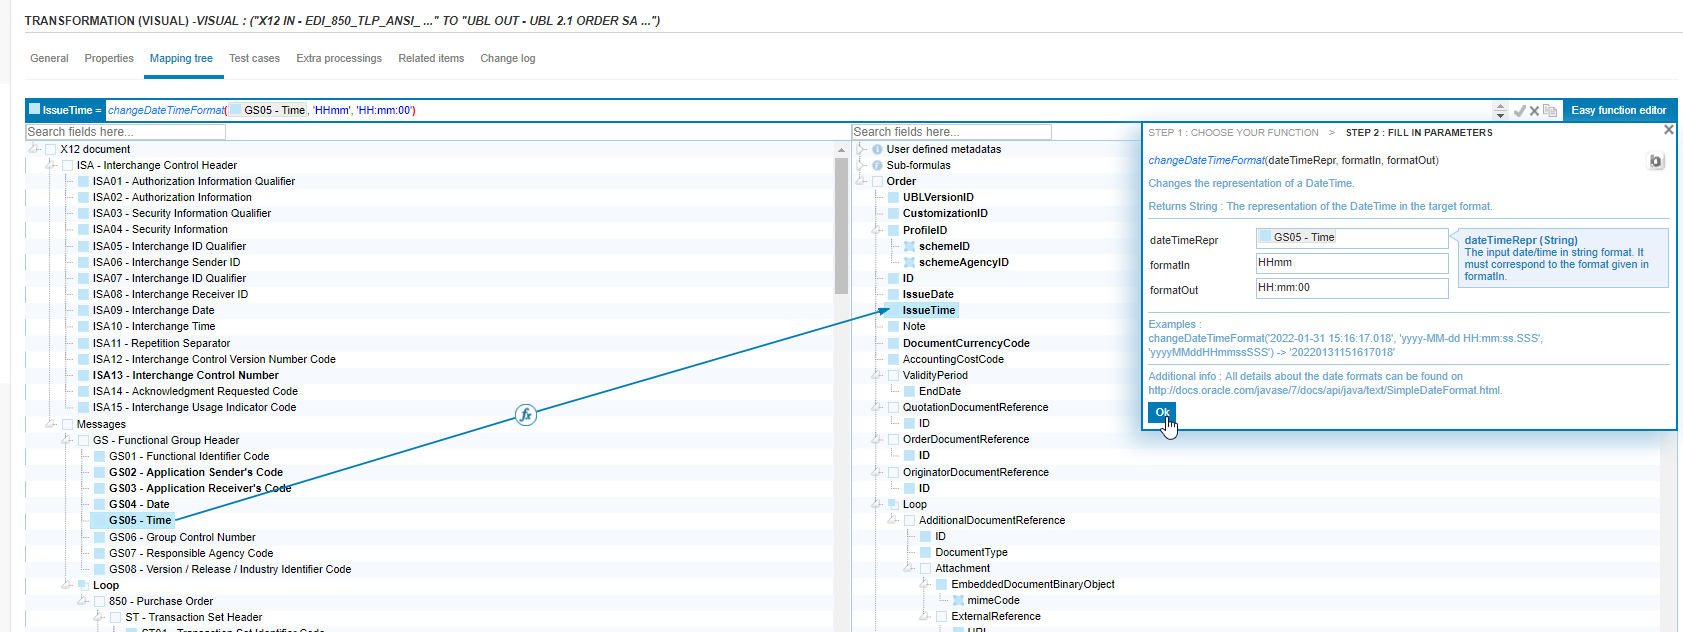 TRANSFORMATION (VISUAL) -VISUAL : ("X12 IN - EDI_850_TLP_ANSI_ ..." TO "UBL OUT - UBL 2.1 ORDER SA ...")
General Properties Mapping tree Test cases Extra processings Related items Change log
IssueTime = changeDateTimeFormat( GS05 - Time , 'HHmm', 'HH:mm:00')
Easy function editor
Search fields here...
X12 document
ISA - Interchange Control Header
ISA01 - Authorization Information Qualifier
ISA02 - Authorization Information
ISA03 - Security Information Qualifier
ISA04 - Security Information
ISA05 - Interchange ID Qualifier
ISA06 - Interchange Sender ID
ISA07 - Interchange ID Qualifier
ISA08 - Interchange Receiver ID
ISA09 - Interchange Date
ISA10 - Interchange Time
ISA11 - Repetition Separator
ISA12 - Interchange Control Version Number Code
ISA13 - Interchange Control Number
ISA14 - Acknowledgment Requested Code
ISA15 - Interchange Usage Indicator Code
Messages
GS - Functional Group Header
GS01 - Functional Identifier Code
GS02 - Application Sender's Code
GS03 - Application Receiver's Code
GS04 - Date
GS05 - Time
GS06 - Group Control Number
GS07 - Responsible Agency Code
GS08 - Version / Release / Industry Identifier Code
Loop
850 - Purchase Order
ST - Transaction Set Header
ST01 - Transaction Set Identifier Code
fx
Search fields here...
User defined metadatas
Sub-formulas
Order
UBLVersionID
CustomizationID
ProfileID
schemeID
schemeAgencyID
ID
IssueDate
IssueTime
Note
DocumentCurrencyCode
AccountingCostCode
ValidityPeriod
EndDate
QuotationDocumentReference
ID
OrderDocumentReference
ID
OriginatorDocumentReference
ID
Loop
AdditionalDocumentReference
ID
DocumentType
Attachment
EmbeddedDocumentBinaryObject
mimeCode
ExternalReference
URI
STEP 1 : CHOOSE YOUR FUNCTION > STEP 2 : FILL IN PARAMETERS
changeDateTimeFormat(dateTimeRepr, formatIn, formatOut)
Changes the representation of a DateTime.
Returns String : The representation of the DateTime in the target format.
dateTimeRepr GS05 - Time
formatIn HHmm
formatOut HH:mm:00
dateTimeRepr (String)
The input date/time in string format. It
must correspond to the format given in
formatIn.
Examples :
changeDateTimeFormat('2022-01-31 15:16:17.018', 'yyyy-MM-dd HH:mm:ss.SSS',
'yyyyMMddHHmmssSSS') -> '20220131151617018'
Additional info : All details about the date formats can be found on
http://docs.oracle.com/javase/7/docs/api/java/text/SimpleDateFormat.html.
Ok